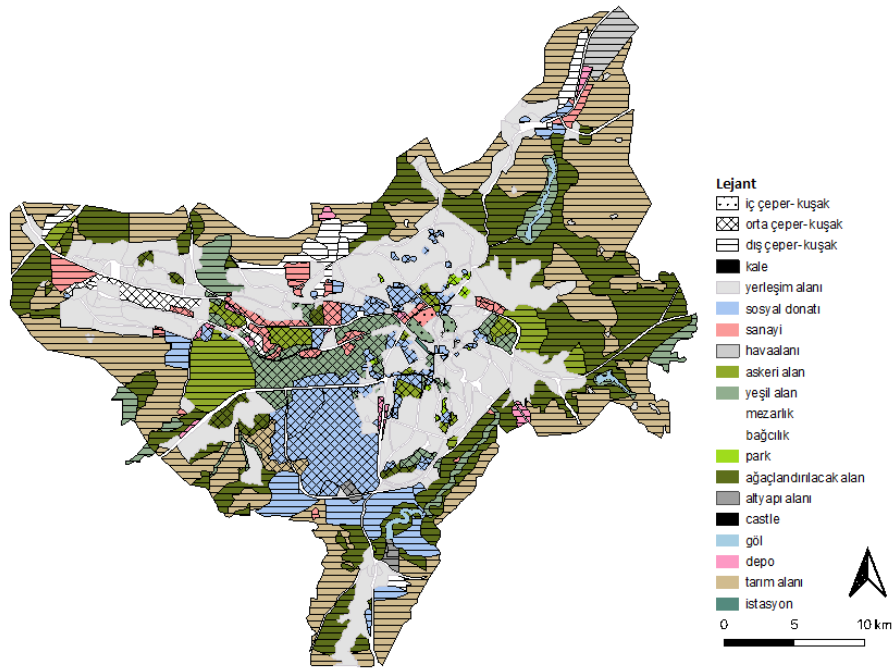 Lejant
iç çeper-kuşak
orta çeper-kuşak
dış çeper-kuşak
kale
yerleşim alanı
sosyal donatı
sanayi
havaalanı
askeri alan
yeşil alan
mezarlık
bağcılık
park
ağaçlandırılacak alan
altyapı alanı
castle
göl
depo
tarım alanı
istasyon
0 5 10 km